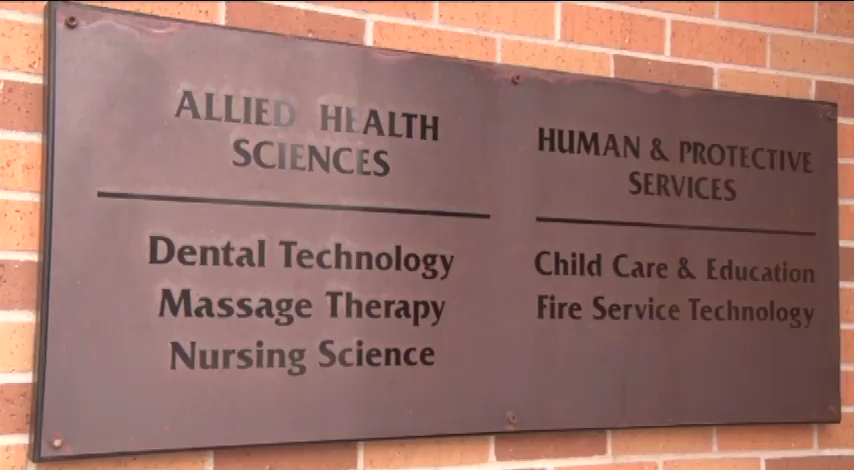 ALLIED HEALTH
SCIENCES
Dental Technology
Massage Therapy
Nursing Science
HUMAN & PROTECTIVE
SERVICES
Child Care & Education
Fire Service Technology